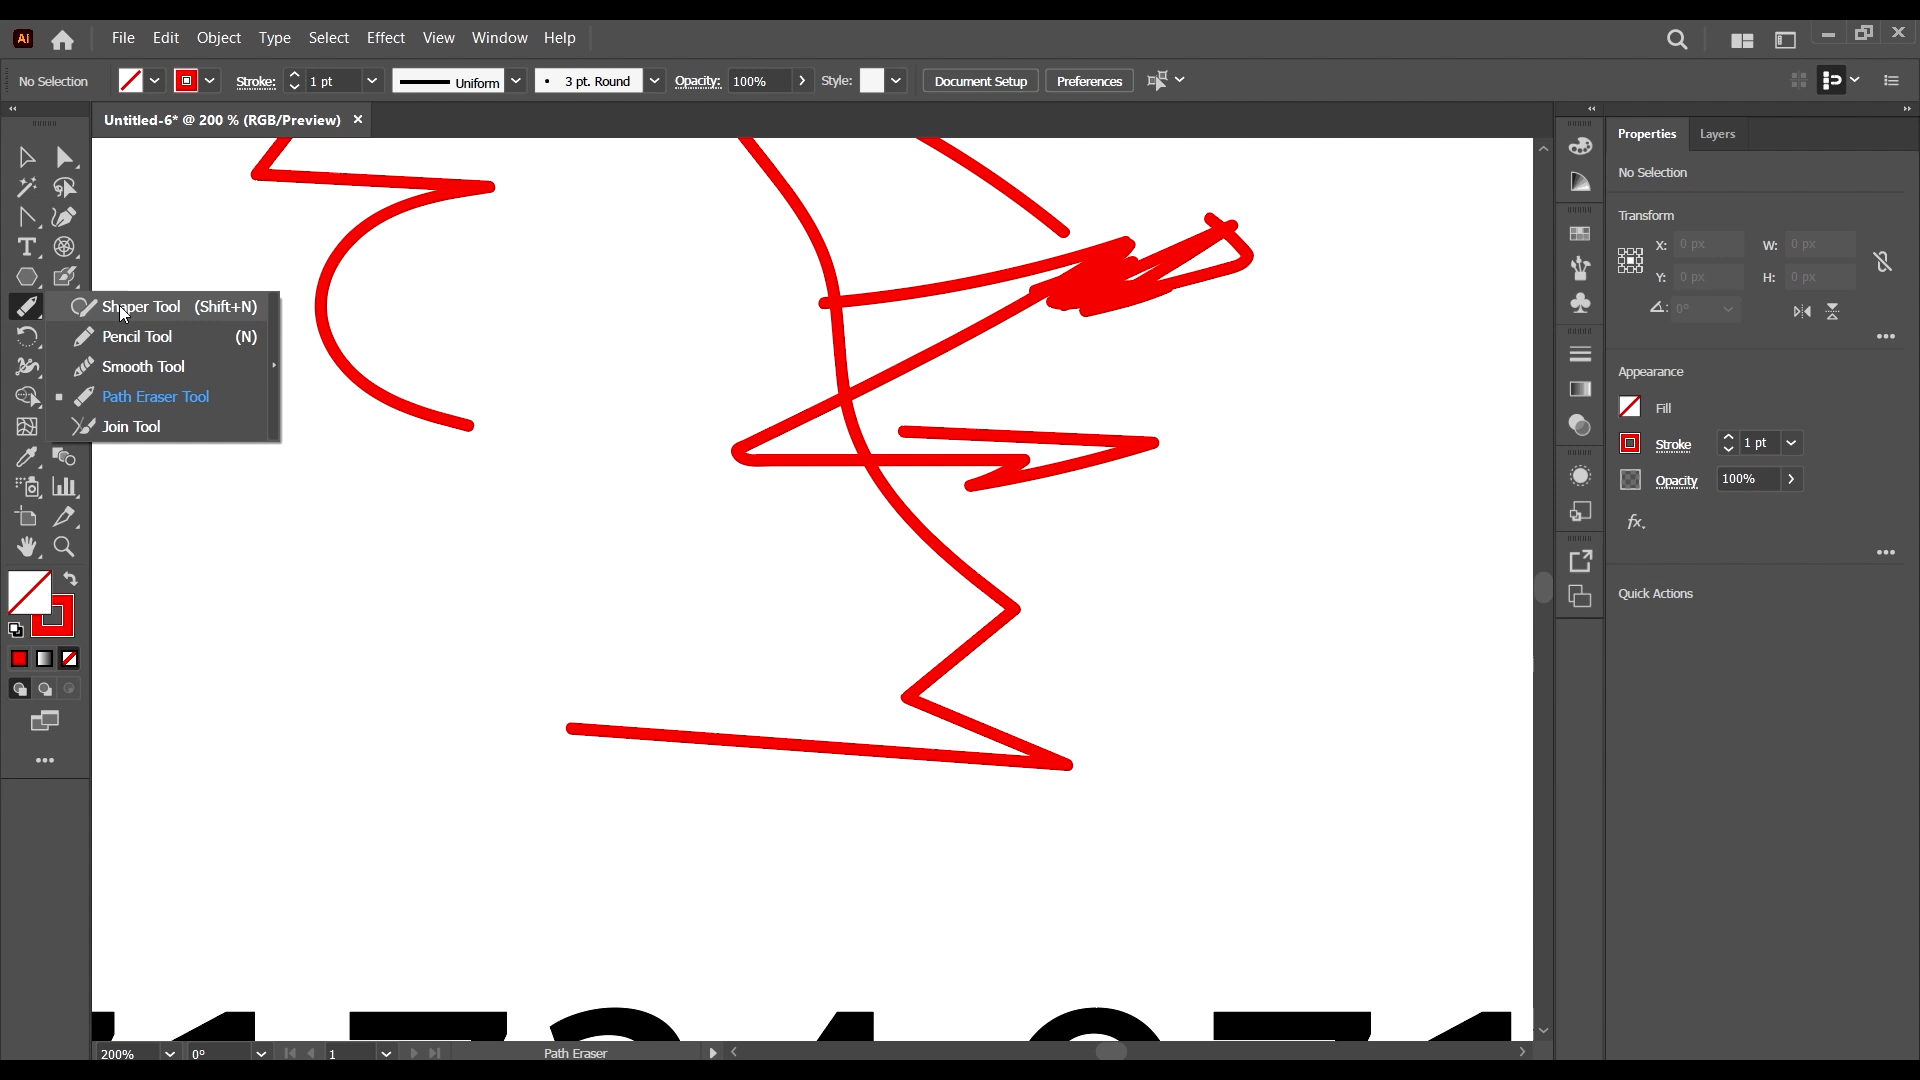 Ai File Edit Object Type Select Effect View Window Help
No Selection Stroke: 1 pt Uniform 3 pt. Round Opacity: 100% Style: Document Setup Preferences
Untitled-6* @ 200 % (RGB/Preview) ×
Properties Layers
No Selection
Transform
X: 0 px W: 0 px
Y: 0 px H: 0 px
0°
Shaper Tool (Shift+N)
Pencil Tool (N)
Smooth Tool
Path Eraser Tool
Join Tool
Appearance
Fill
Stroke 1 pt
Opacity 100%
fx.
Quick Actions
200% 0° 1 Path Eraser